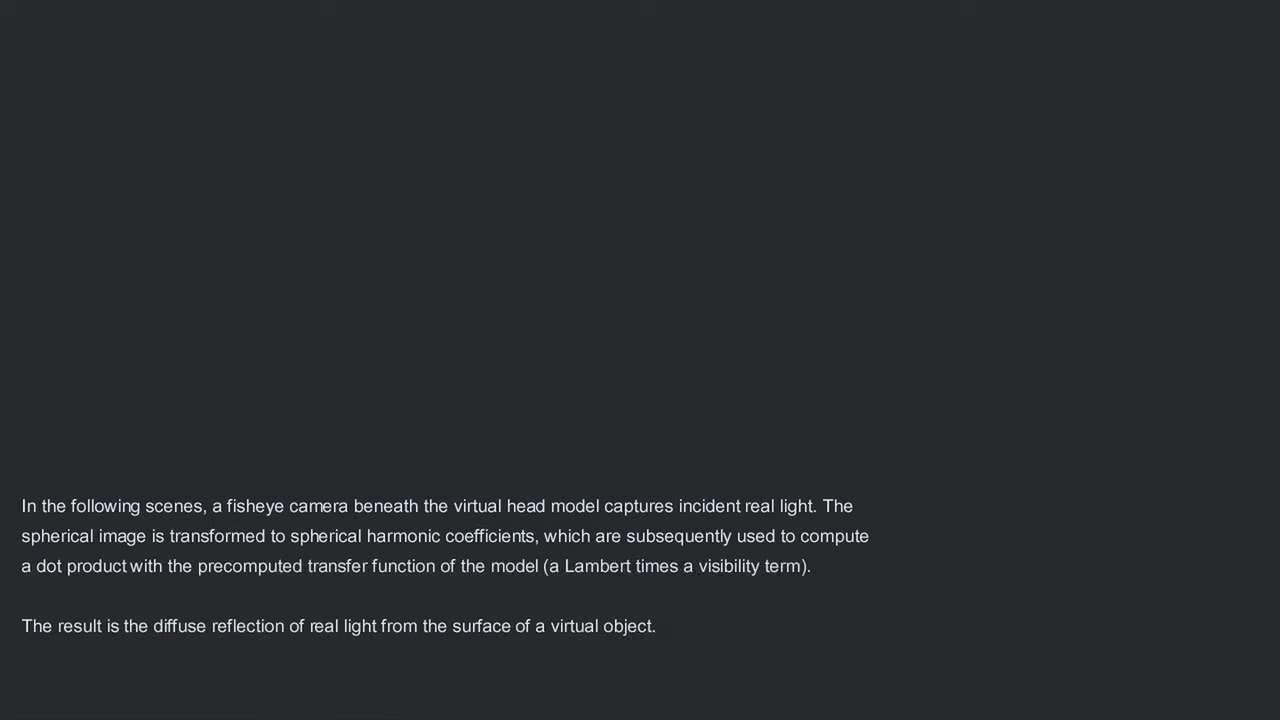 In the following scenes, a fisheye camera beneath the virtual head model captures incident real light. The
spherical image is transformed to spherical harmonic coefficients, which are subsequently used to compute
a dot product with the precomputed transfer function of the model (a Lambert times a visibility term).
The result is the diffuse reflection of real light from the surface of a virtual object.